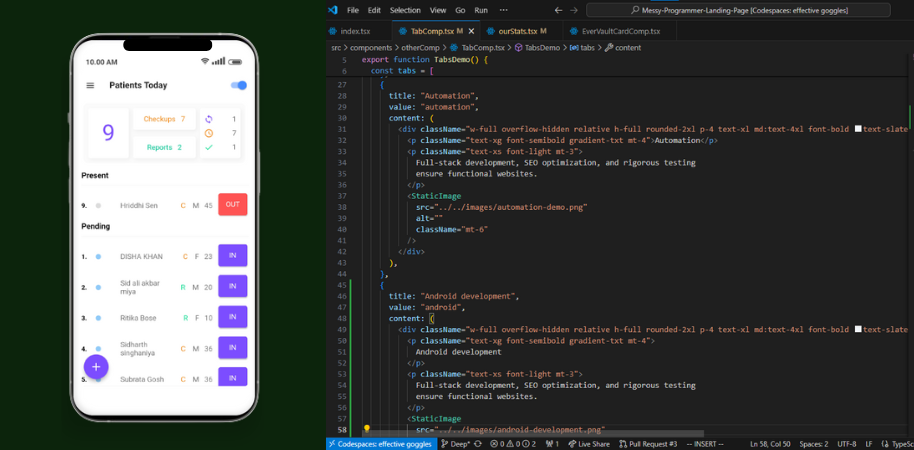 10.00 AM
Patients Today
9
Checkups 7
Reports 2
1
7
1
Present
9. Hriddhi Sen C M 45 OUT
Pending
1. DISHA KHAN C F 23 IN
2. Sid ali akbar
miya R M 20 IN
3. Ritika Bose R F 10 IN
4. Sidharth
singhaniya C M 36 IN
5. Subrata Gosh C M 36 IN
+
File Edit Selection View Go Run ... Messy-Programmer-Landing-Page [Codespaces: effective goggles]
index.tsx TabComp.tsx M ourStats.tsx M EverVaultCardComp.tsx
src > components > otherComp > TabComp.tsx > TabsDemo > tabs > content
5 export function TabsDemo() {
6 const tabs = [
27 {
28 title: "Automation",
29 value: "automation",
30 content: (
31 <div className="w-full overflow-hidden relative h-full rounded-2xl p-4 text-xl md:text-4xl font-bold text-slate
32 <p className="text-xg font-semibold gradient-txt mt-4">Automation</p>
33 <p className="text-xs font-light mt-3">
34 Full-stack development, SEO optimization, and rigorous testing
35 ensure functional websites.
36 </p>
37 <StaticImage
38 src="../../images/automation-demo.png"
39 alt=""
40 className="mt-6"
41 />
42 </div>
43 ),
44 },
45 {
46 title: "Android development",
47 value: "android",
48 content: (
49 <div className="w-full overflow-hidden relative h-full rounded-2xl p-4 text-xl md:text-4xl font-bold text-slate
50 <p className="text-xg font-semibold gradient-txt mt-4">
51 Android development
52 </p>
53 <p className="text-xs font-light mt-3">
54 Full-stack development, SEO optimization, and rigorous testing
55 ensure functional websites.
56 </p>
57 <StaticImage
58 src="../../images/android-development.png"
Codespaces: effective goggles Deep* 0 0 2 1 Live Share Pull Request #3 -- INSERT -- Ln 58, Col 50 Spaces: 2 UTF-8 LF TypeSc